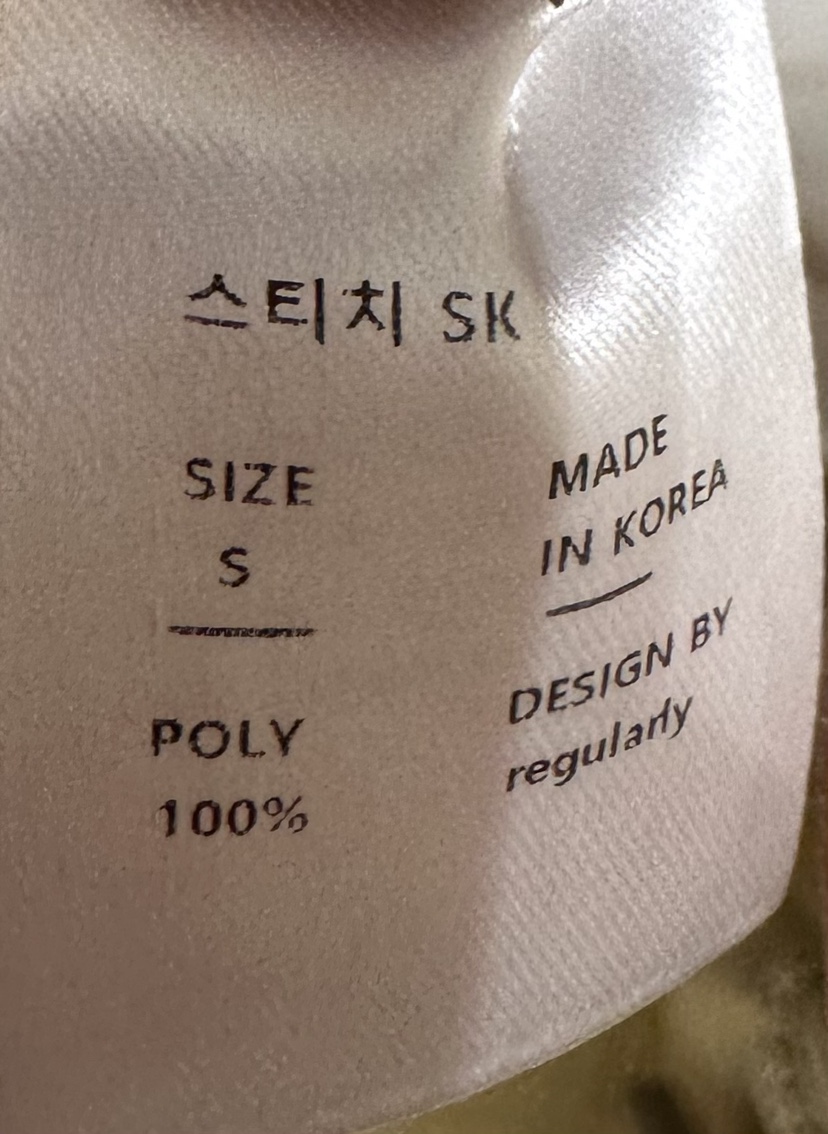 스티치 SK
SIZE
S
POLY
100%
MADE
IN KOREA
DESIGN BY
regularly